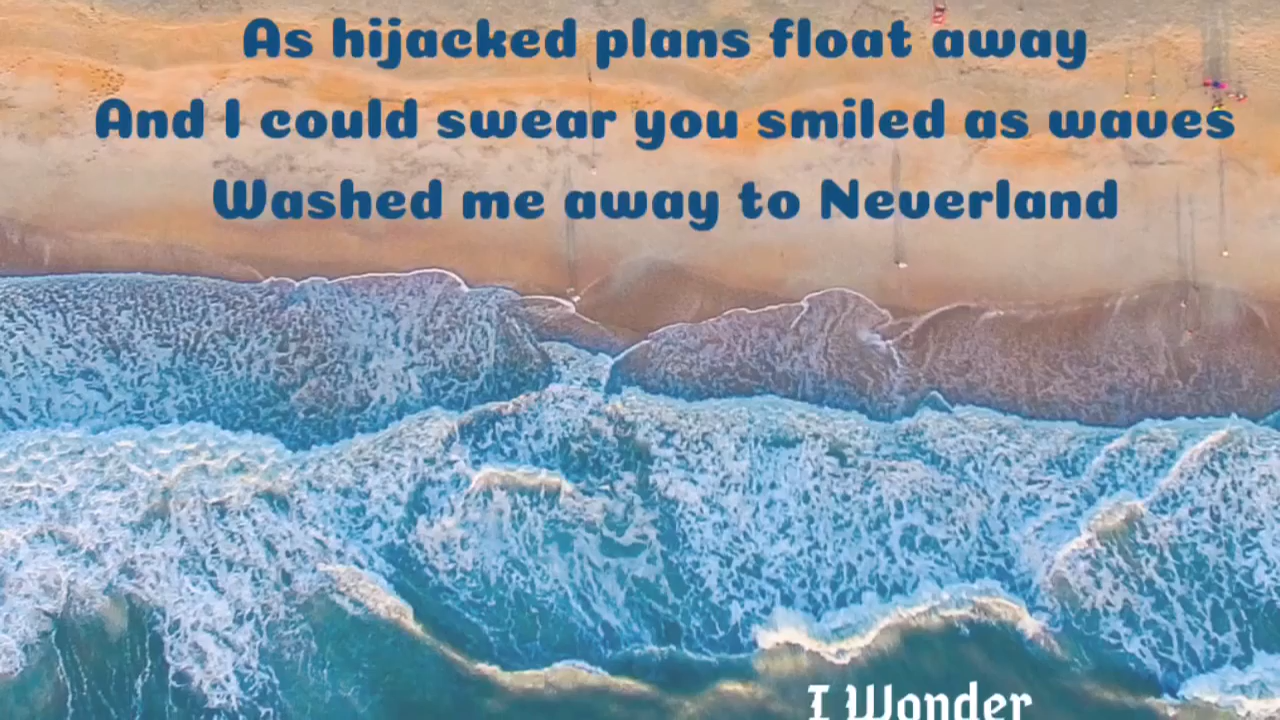 As hijacked plans float away
And I could swear you smiled as waves
Washed me away to Neverland
I Wonder